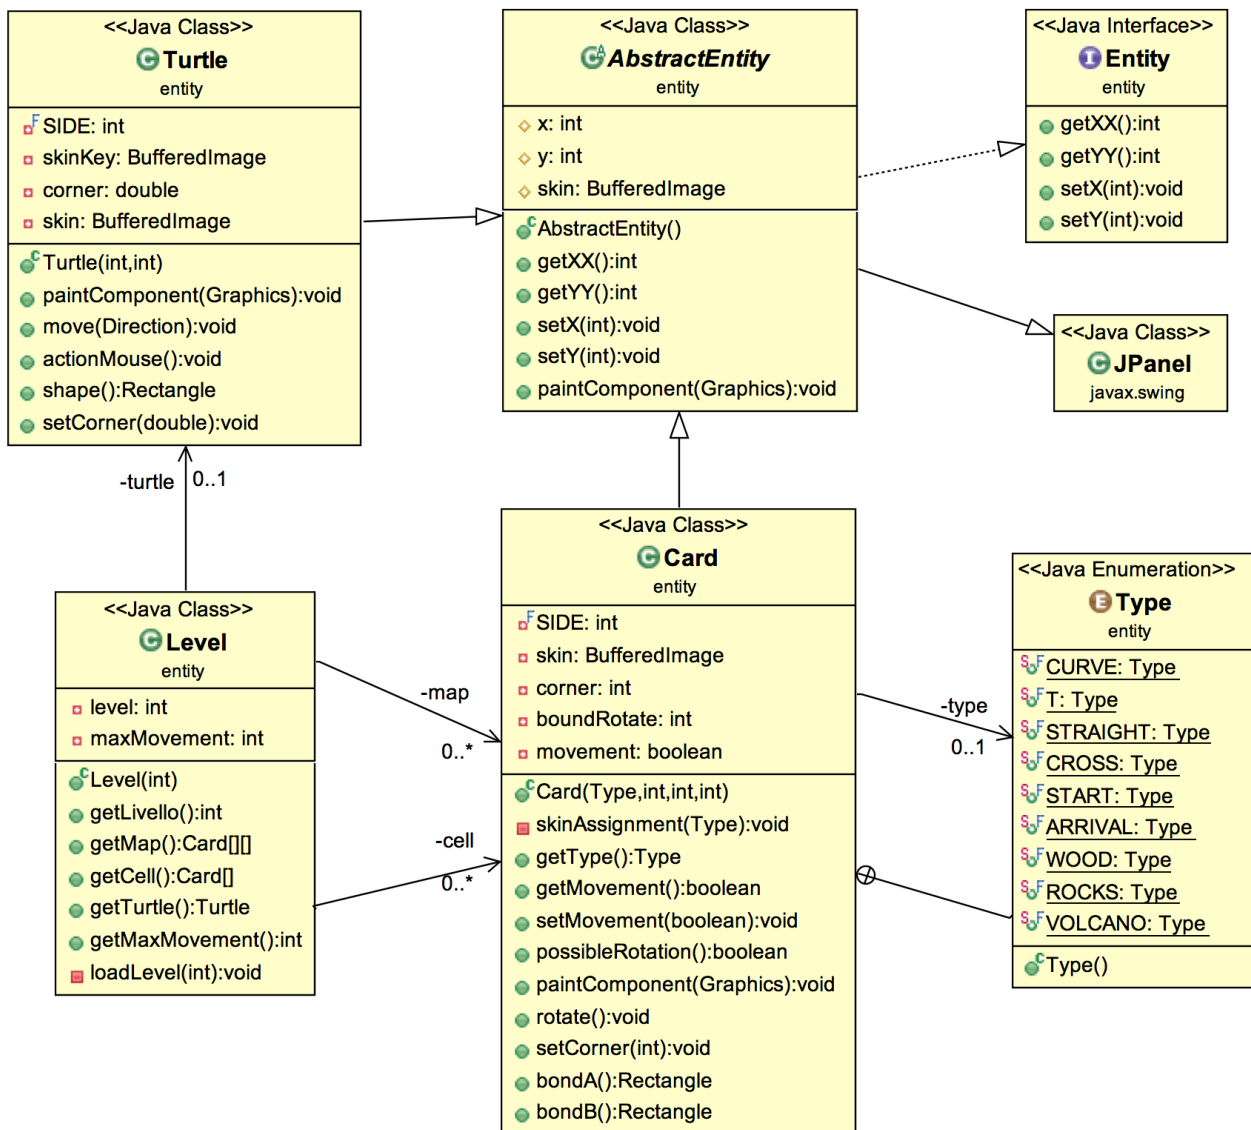 <<Java Class>>
Turtle
entity
SIDE: int
skinKey: BufferedImage
corner: double
skin: BufferedImage
Turtle(int,int)
paintComponent(Graphics):void
move(Direction):void
actionMouse():void
shape():Rectangle
setCorner(double):void
<<Java Class>>
AbstractEntity
entity
x: int
y: int
skin: BufferedImage
AbstractEntity()
getXX():int
getYY():int
setX(int):void
setY(int):void
paintComponent(Graphics):void
<<Java Interface>>
Entity
entity
getXX():int
getYY():int
setX(int):void
setY(int):void
<<Java Class>>
JPanel
javax.swing
-turtle
0..1
<<Java Class>>
Level
entity
level: int
maxMovement: int
Level(int)
getLivello():int
getMap():Card[][]
getCell():Card[]
getTurtle():Turtle
getMaxMovement():int
loadLevel(int):void
-map
0..*
-cell
0..*
<<Java Class>>
Card
entity
SIDE: int
skin: BufferedImage
corner: int
boundRotate: int
movement: boolean
Card(Type,int,int,int)
skinAssignment(Type):void
getType():Type
getMovement():boolean
setMovement(boolean):void
possibleRotation():boolean
paintComponent(Graphics):void
rotate():void
setCorner(int):void
bondA():Rectangle
bondB():Rectangle
-type
0..1
<<Java Enumeration>>
Type
entity
CURVE: Type
T: Type
STRAIGHT: Type
CROSS: Type
START: Type
ARRIVAL: Type
WOOD: Type
ROCKS: Type
VOLCANO: Type
Type()